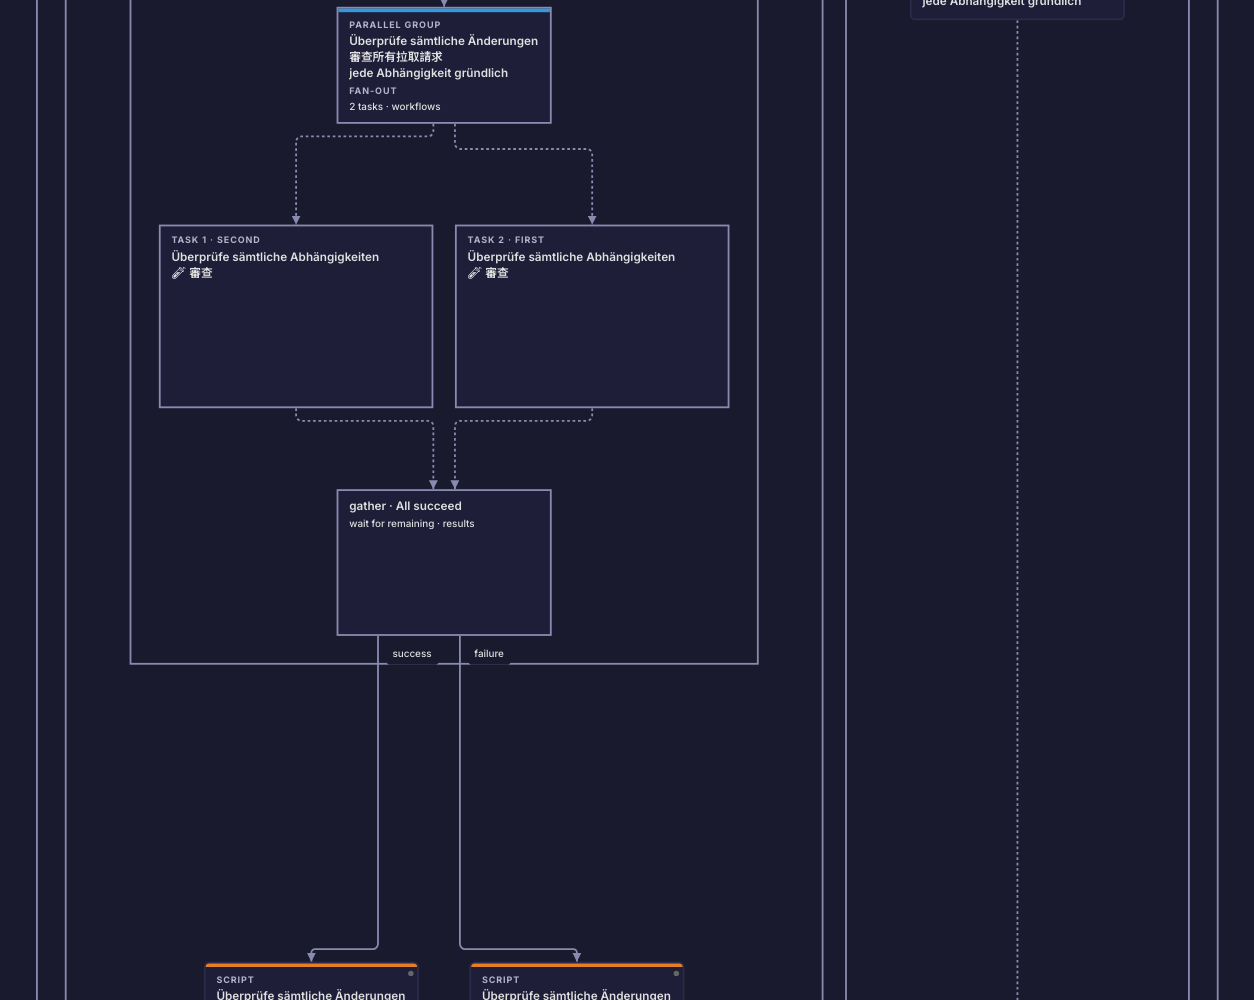 jede Abhängigkeit gründlich
PARALLEL GROUP
Überprüfe sämtliche Änderungen
審查所有拉取請求
jede Abhängigkeit gründlich
FAN-OUT
2 tasks · workflows
TASK 1 · SECOND
Überprüfe sämtliche Abhängigkeiten
審查
TASK 2 · FIRST
Überprüfe sämtliche Abhängigkeiten
審查
gather · All succeed
wait for remaining · results
success
failure
SCRIPT
Überprüfe sämtliche Änderungen
SCRIPT
Überprüfe sämtliche Änderungen